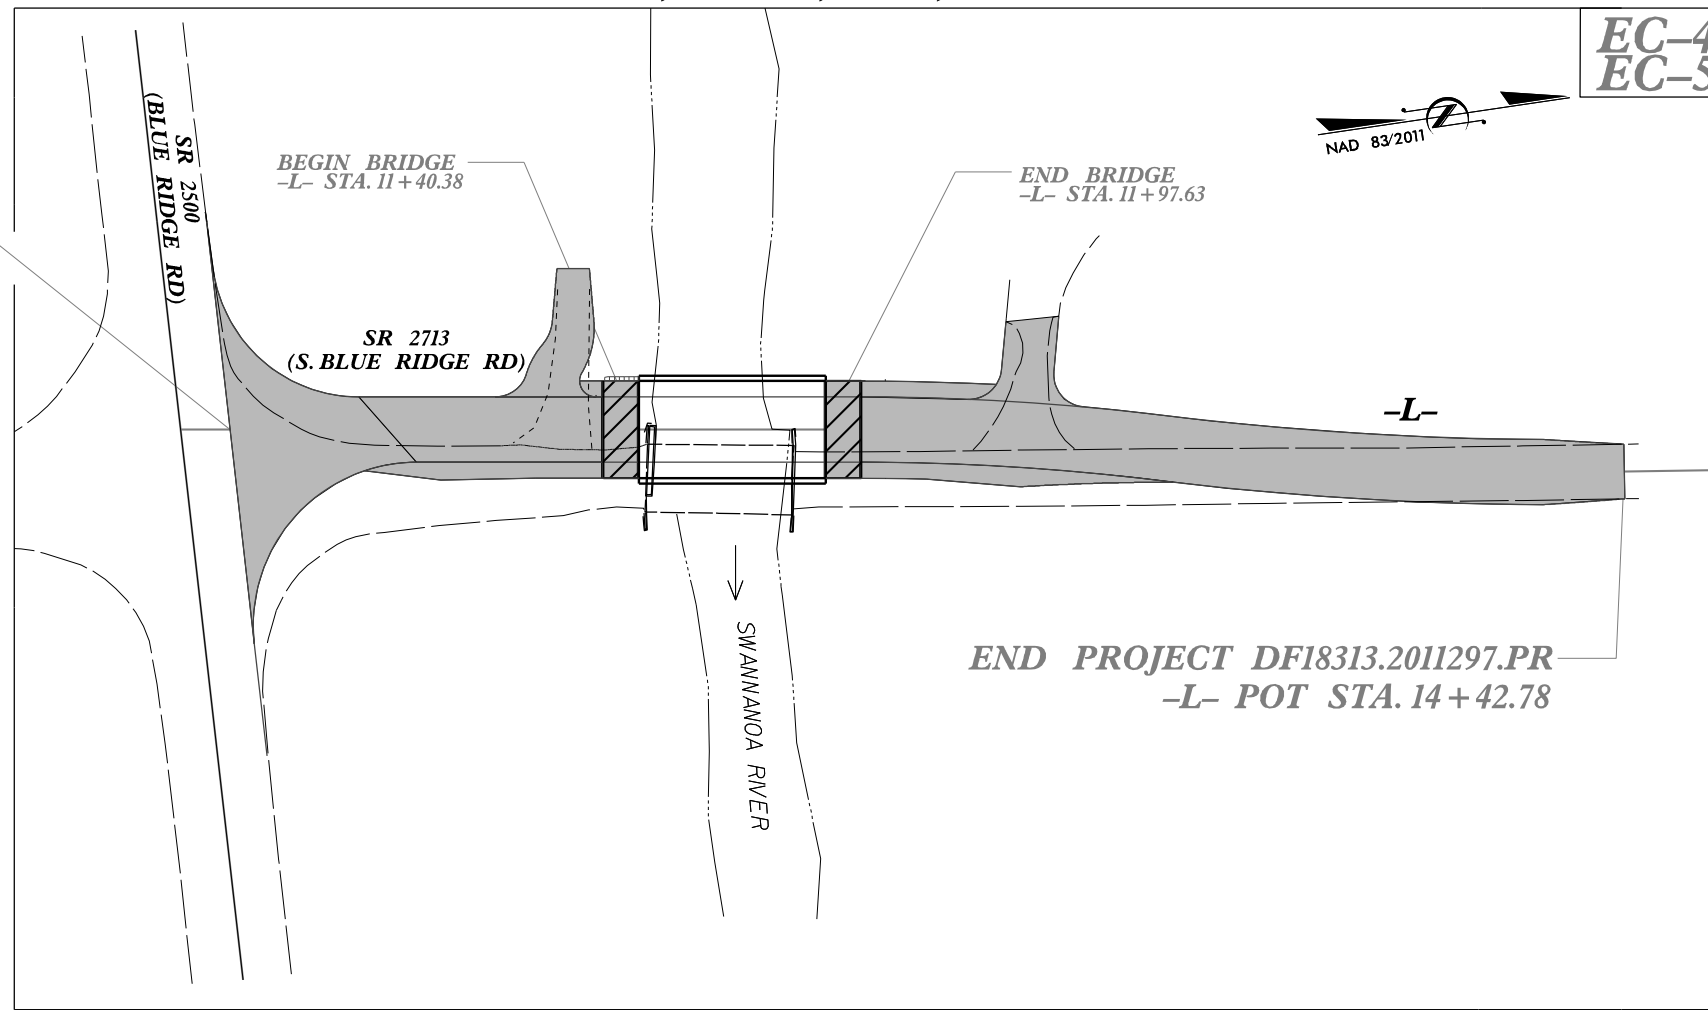 EC–4
EC–5
NAD 83/2011
SR 2500
(BLUE RIDGE RD)
BEGIN BRIDGE
–L– STA. 11+40.38
END BRIDGE
–L– STA. 11+97.63
SR 2713
(S. BLUE RIDGE RD)
–L–
SWANNANOA RIVER
END PROJECT DF18313.2011297.PR
–L– POT STA. 14+42.78